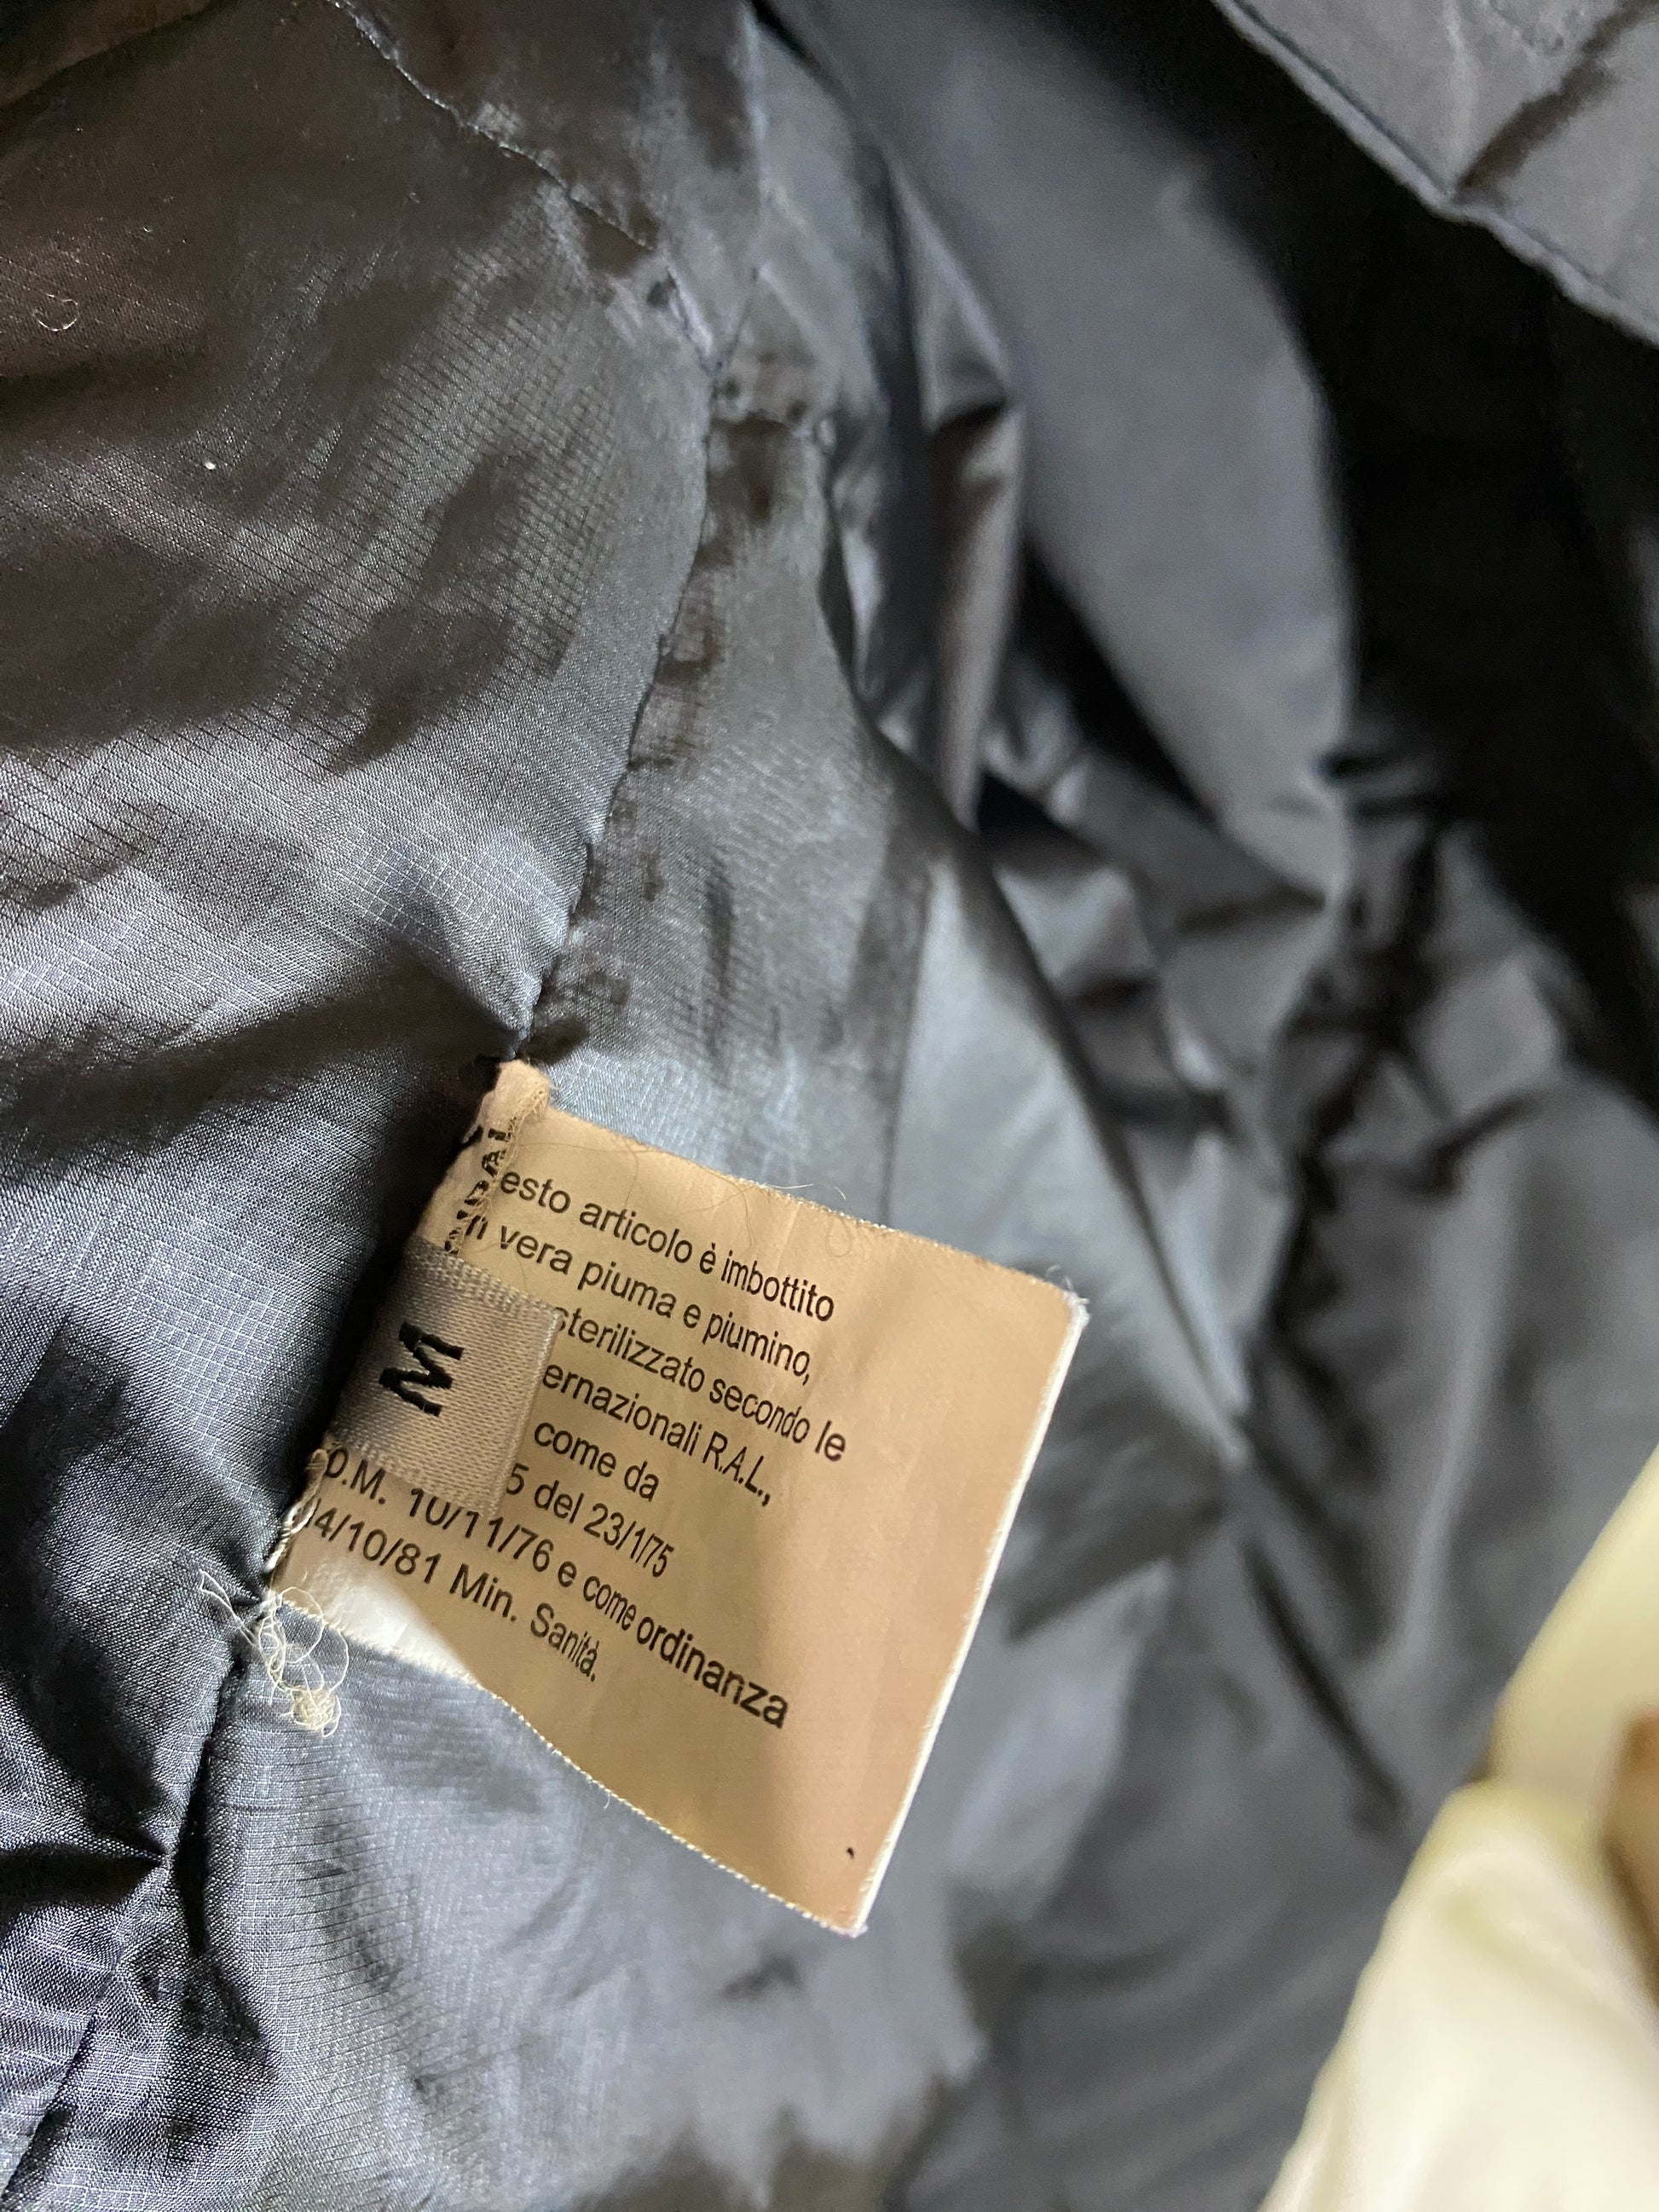 esto articolo è imbottito
n vera piuma e piumino,
sterilizzato secondo le
ernazionali R.A.L.,
come da
5 del 23/1/75
D.M. 10/11/76 e come ordinanza
04/10/81 Min. Sanità.
M